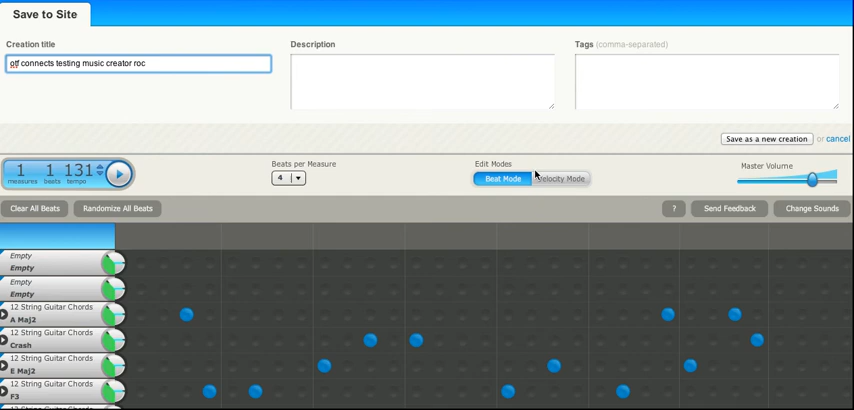 Save to Site
Creation title
Description
Tags (comma-separated)
otf connects testing music creator roc
Save as a new creation or cancel
1 1 131
measures beats tempo
Beats per Measure
4
Edit Modes
Beat Mode
Velocity Mode
Master Volume
Clear All Beats
Randomize All Beats
?
Send Feedback
Change Sounds
Empty
Empty
Empty
Empty
12 String Guitar Chords
A Maj2
12 String Guitar Chords
Crash
12 String Guitar Chords
E Maj2
12 String Guitar Chords
F3